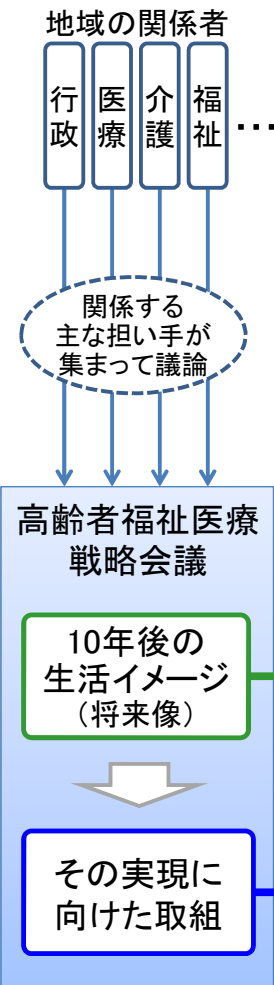 地域の関係者
行政
医療
介護
福祉
…
関係する
主な担い手が
集まって議論
高齢者福祉医療
戦略会議
10年後の
生活イメージ
（将来像）
その実現に
向けた取組